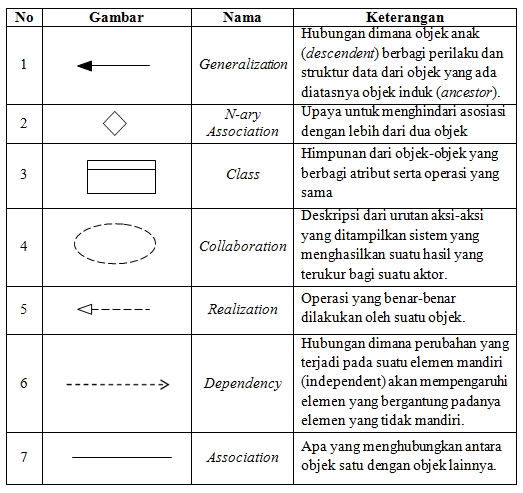 No Gambar Nama Keterangan
1 Generalization Hubungan dimana objek anak
(descendent) berbagi perilaku dan
struktur data dari objek yang ada
diatasnya objek induk (ancestor).
2 N-ary Association Upaya untuk menghindari asosiasi
dengan lebih dari dua objek
3 Class Himpunan dari objek-objek yang
berbagi atribut serta operasi yang
sama
4 Collaboration Deskripsi dari urutan aksi-aksi
yang ditampilkan sistem yang
menghasilkan suatu hasil yang
terukur bagi suatu aktor.
5 Realization Operasi yang benar-benar
dilakukan oleh suatu objek.
6 Dependency Hubungan dimana perubahan yang
terjadi pada suatu elemen mandiri
(independent) akan mempengaruhi
elemen yang bergantung padanya
elemen yang tidak mandiri.
7 Association Apa yang menghubungkan antara
objek satu dengan objek lainnya.